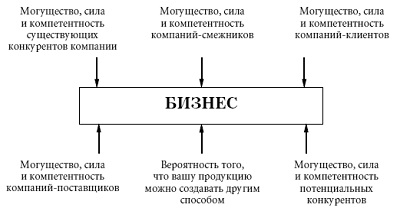 Могущество, сила
и компетентность
существующих
конкурентов компании
Могущество, сила
и компетентность
компаний-смежников
Могущество, сила
и компетентность
компаний-клиентов
БИЗНЕС
Могущество, сила
и компетентность
компаний-поставщиков
Вероятность того,
что вашу продукцию
можно создавать другим
способом
Могущество, сила
и компетентность
потенциальных
конкурентов